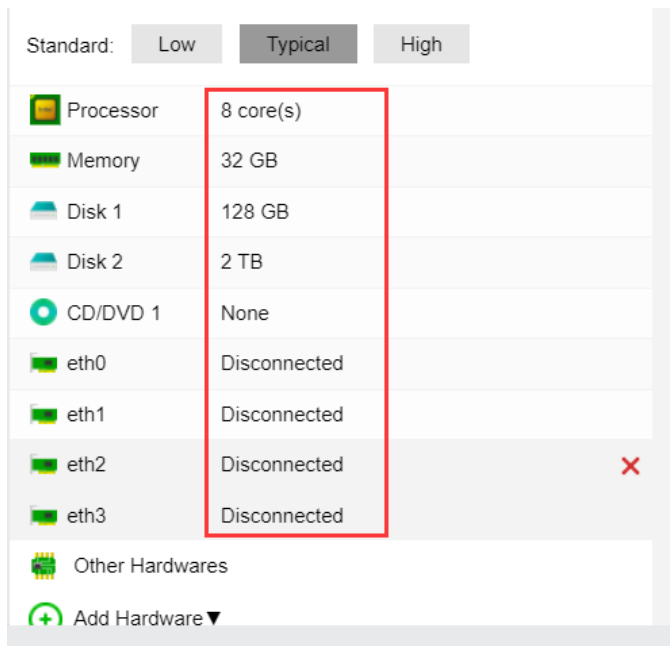 Standard: Low Typical High
Processor 8 core(s)
Memory 32 GB
Disk 1 128 GB
Disk 2 2 TB
CD/DVD 1 None
eth0 Disconnected
eth1 Disconnected
eth2 Disconnected
eth3 Disconnected
Other Hardwares
Add Hardware▼